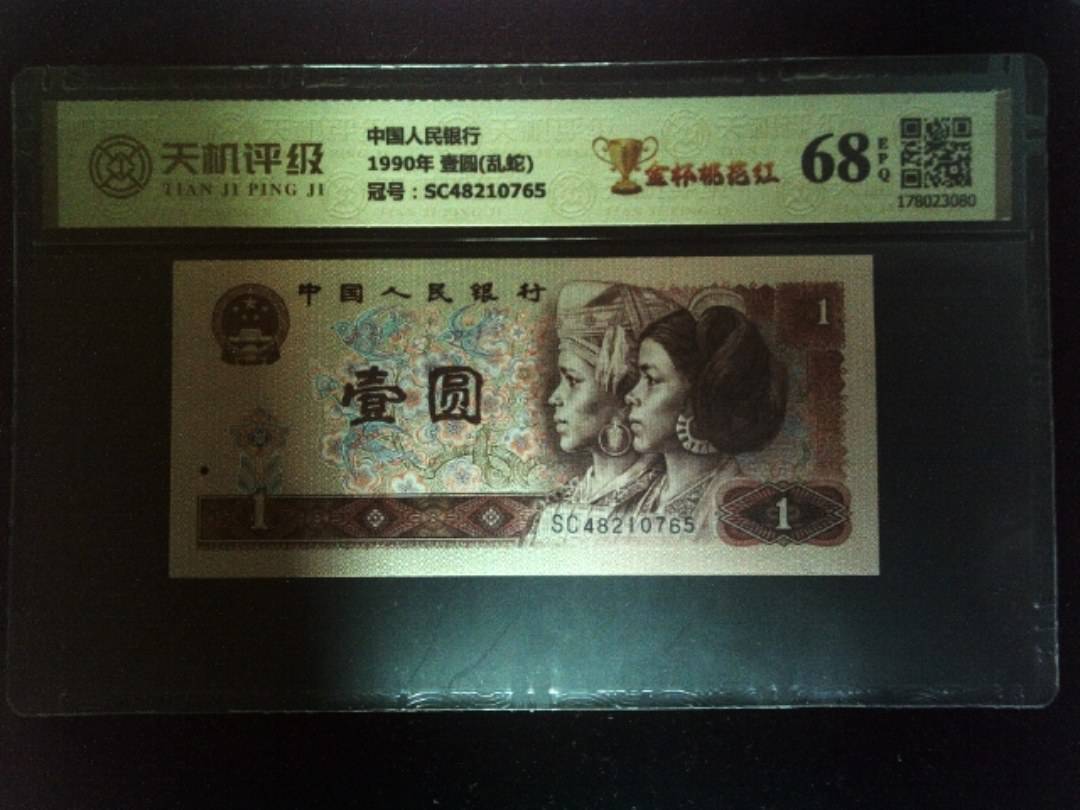 天机评级
TIAN JI PING JI
中国人民银行
1990年 壹圆(乱蛇)
冠号：SC48210765
金杯桃花红
68
EPQ
178023080
中国人民银行
1
壹圆
1
SC48210765
1